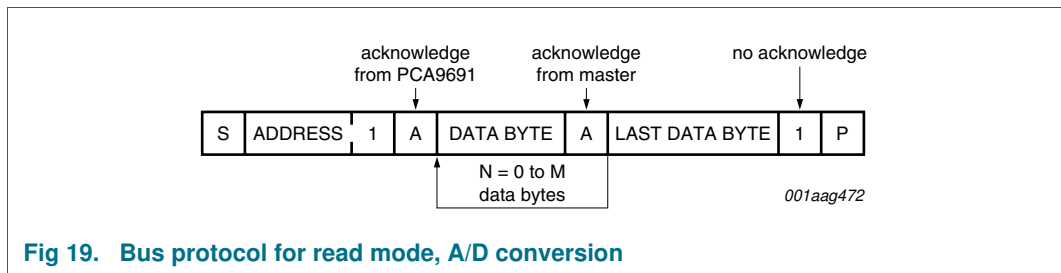 acknowledge acknowledge no acknowledge
from PCA9691 from master
S ADDRESS 1 A DATA BYTE A LAST DATA BYTE 1 P
N = 0 to M
data bytes
001aag472
Fig 19. Bus protocol for read mode, A/D conversion